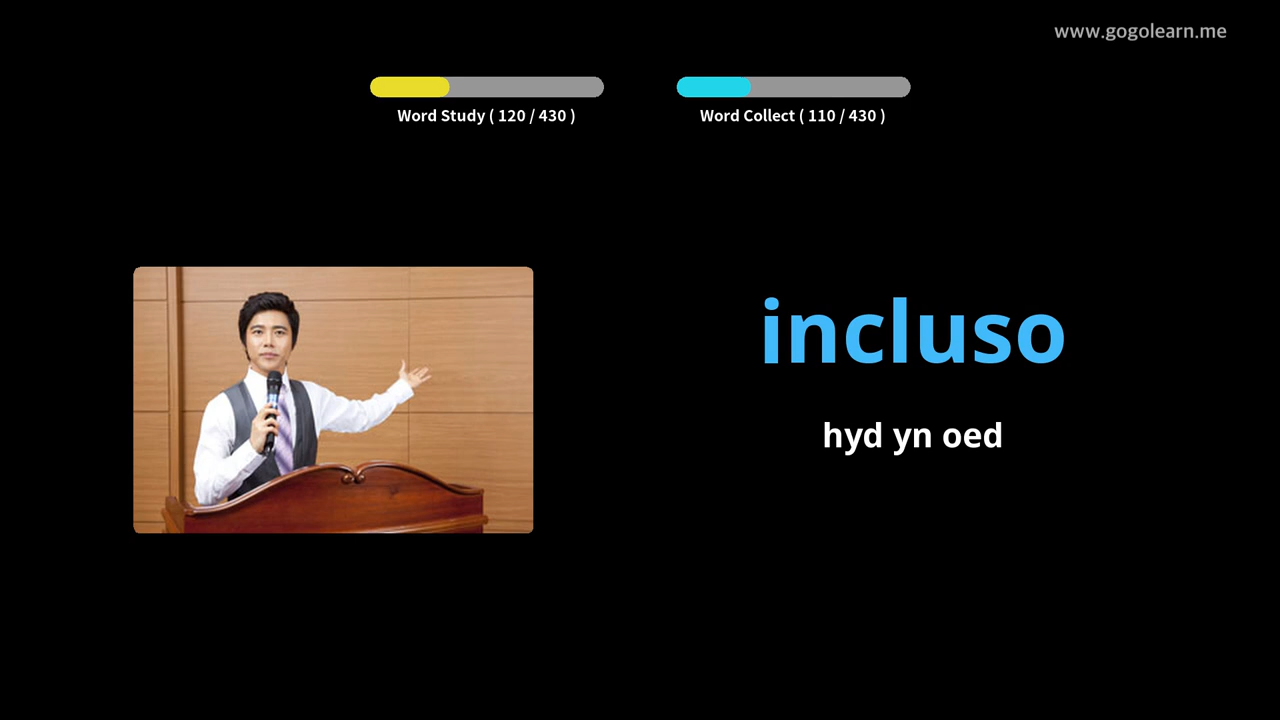 www.gogolearn.me
Word Study ( 120 / 430 )
Word Collect ( 110 / 430 )
incluso
hyd yn oed